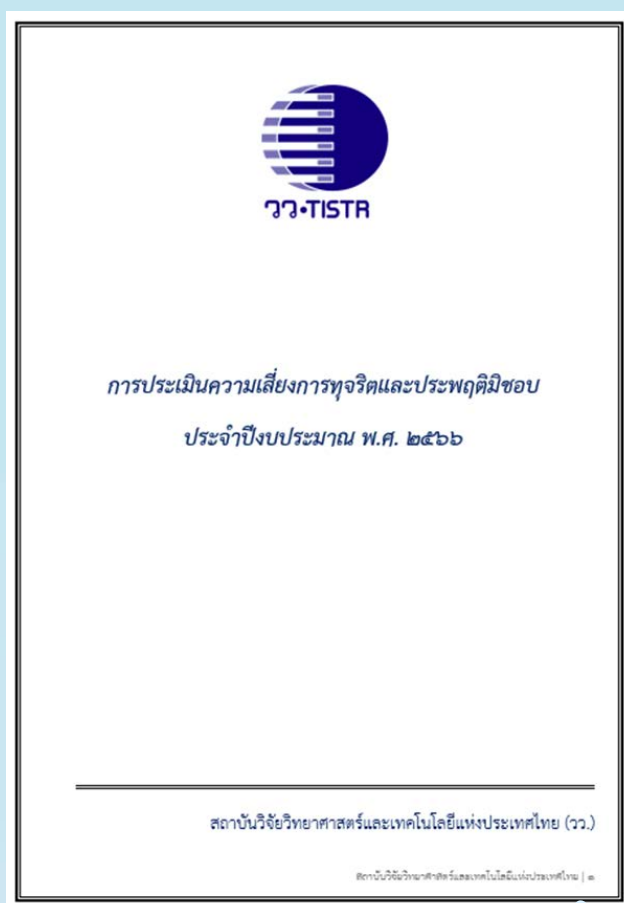 วว•TISTR
การประเมินความเสี่ยงการทุจริตและประพฤติมิชอบ
ประจำปีงบประมาณ พ.ศ. ๒๕๖๖
สถาบันวิจัยวิทยาศาสตร์และเทคโนโลยีแห่งประเทศไทย (วว.)
สถาบันวิจัยวิทยาศาสตร์และเทคโนโลยีแห่งประเทศไทย | ๑